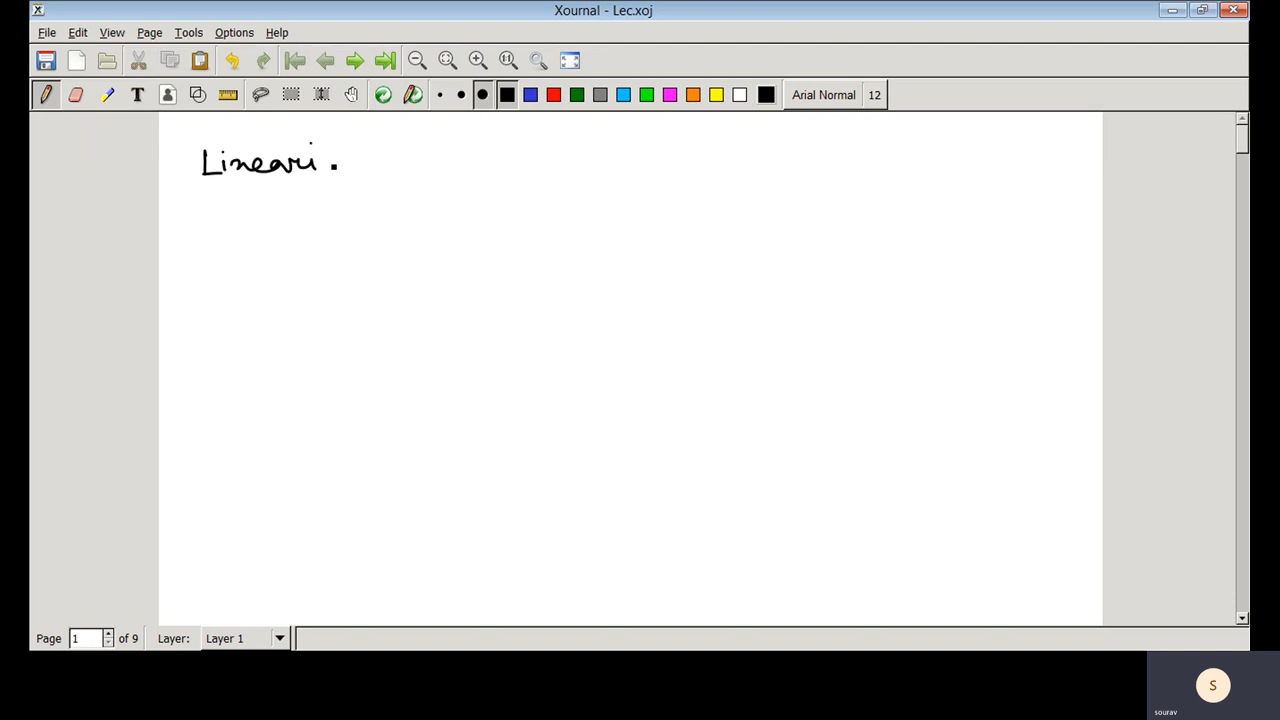 Xournal - Lec.xoj
File Edit View Page Tools Options Help
T Arial Normal 12
Lineari
Page 1 of 9 Layer: Layer 1
S
sourav